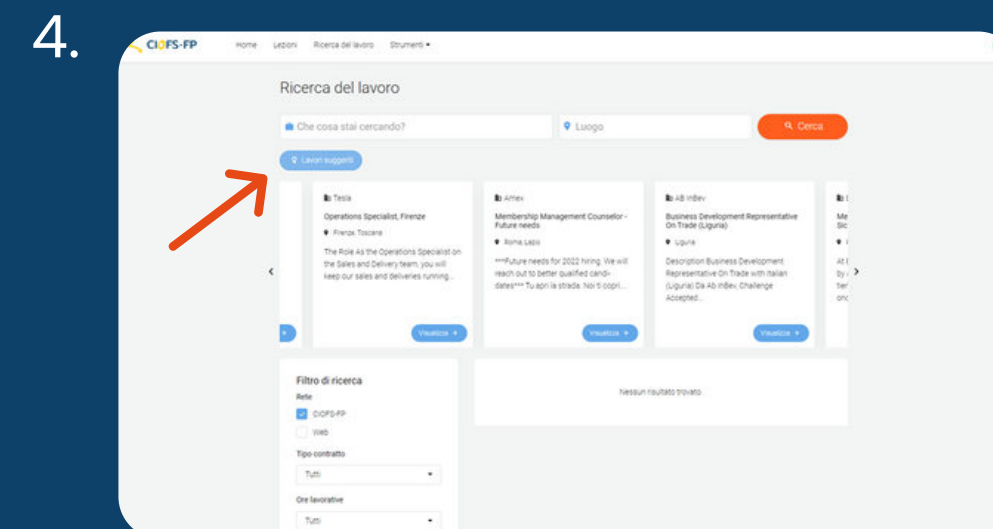 4.
CIOFS-FP
Home Lezioni Ricerca del lavoro Strumenti
Ricerca del lavoro
Che cosa stai cercando?
Luogo
Cerca
Lavori suggeriti
Tesla
Operations Specialist, Firenze
Firenze, Toscana
The Role As the Operations Specialist on
the Sales and Delivery team, you will
keep our sales and deliveries running...
Visualizza
Amex
Membership Management Counselor -
Future needs
Roma Lazio
***Future needs for 2022 hiring. We will
reach out to better qualified candi-
dates*** Tu apri la strada. Noi ti copri...
Visualizza
AB InBev
Business Development Representative
On Trade (Liguria)
Liguria
Description Business Development
Representative On Trade with Italian
(Liguria) Da AB InBev, Challenge
Accepted...
Visualizza
Me
Sic
At
by
tier
Filtro di ricerca
Rete
CIOFS-FP
Web
Tipo contratto
Tutti
Ore lavorative
Tutti
Nessun risultato trovato